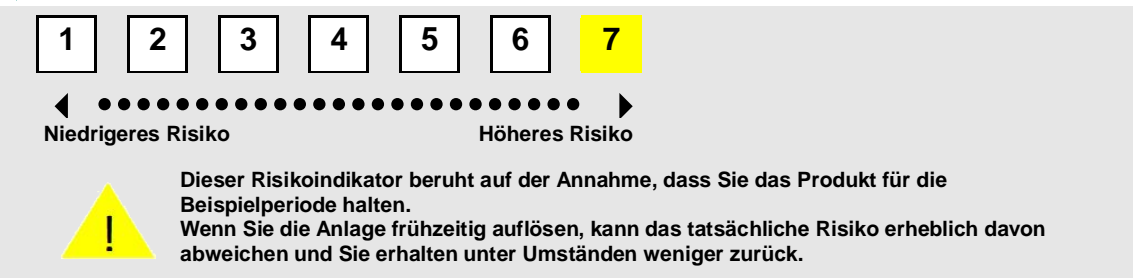 1 2 3 4 5 6 7
Niedrigeres Risiko Höheres Risiko
!
Dieser Risikoindikator beruht auf der Annahme, dass Sie das Produkt für die
Beispielperiode halten.
Wenn Sie die Anlage frühzeitig auflösen, kann das tatsächliche Risiko erheblich davon
abweichen und Sie erhalten unter Umständen weniger zurück.